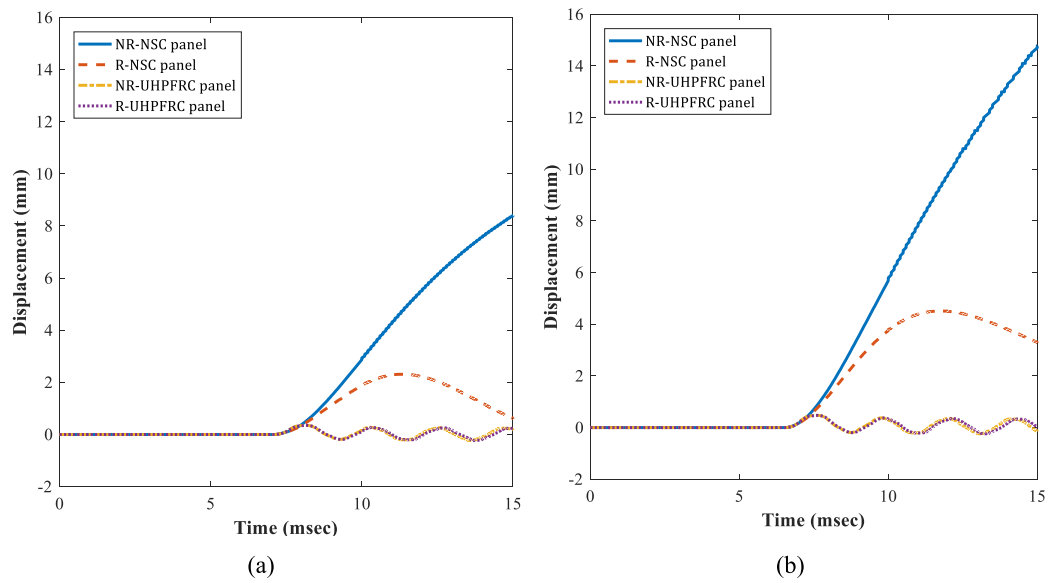 16
14
12
10
8
6
4
2
0
-2
Displacement (mm)
NR-NSC panel
R-NSC panel
NR-UHPFRC panel
R-UHPFRC panel
0 5 10 15
Time (msec)
(a)
16
14
12
10
8
6
4
2
0
-2
Displacement (mm)
NR-NSC panel
R-NSC panel
NR-UHPFRC panel
R-UHPFRC panel
0 5 10 15
Time (msec)
(b)